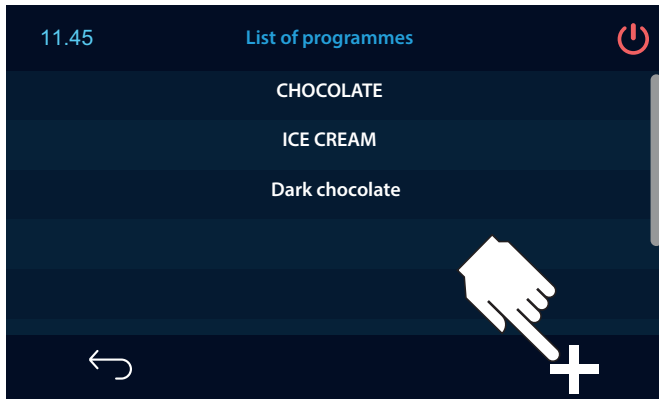 11.45
List of programmes
CHOCOLATE
ICE CREAM
Dark chocolate